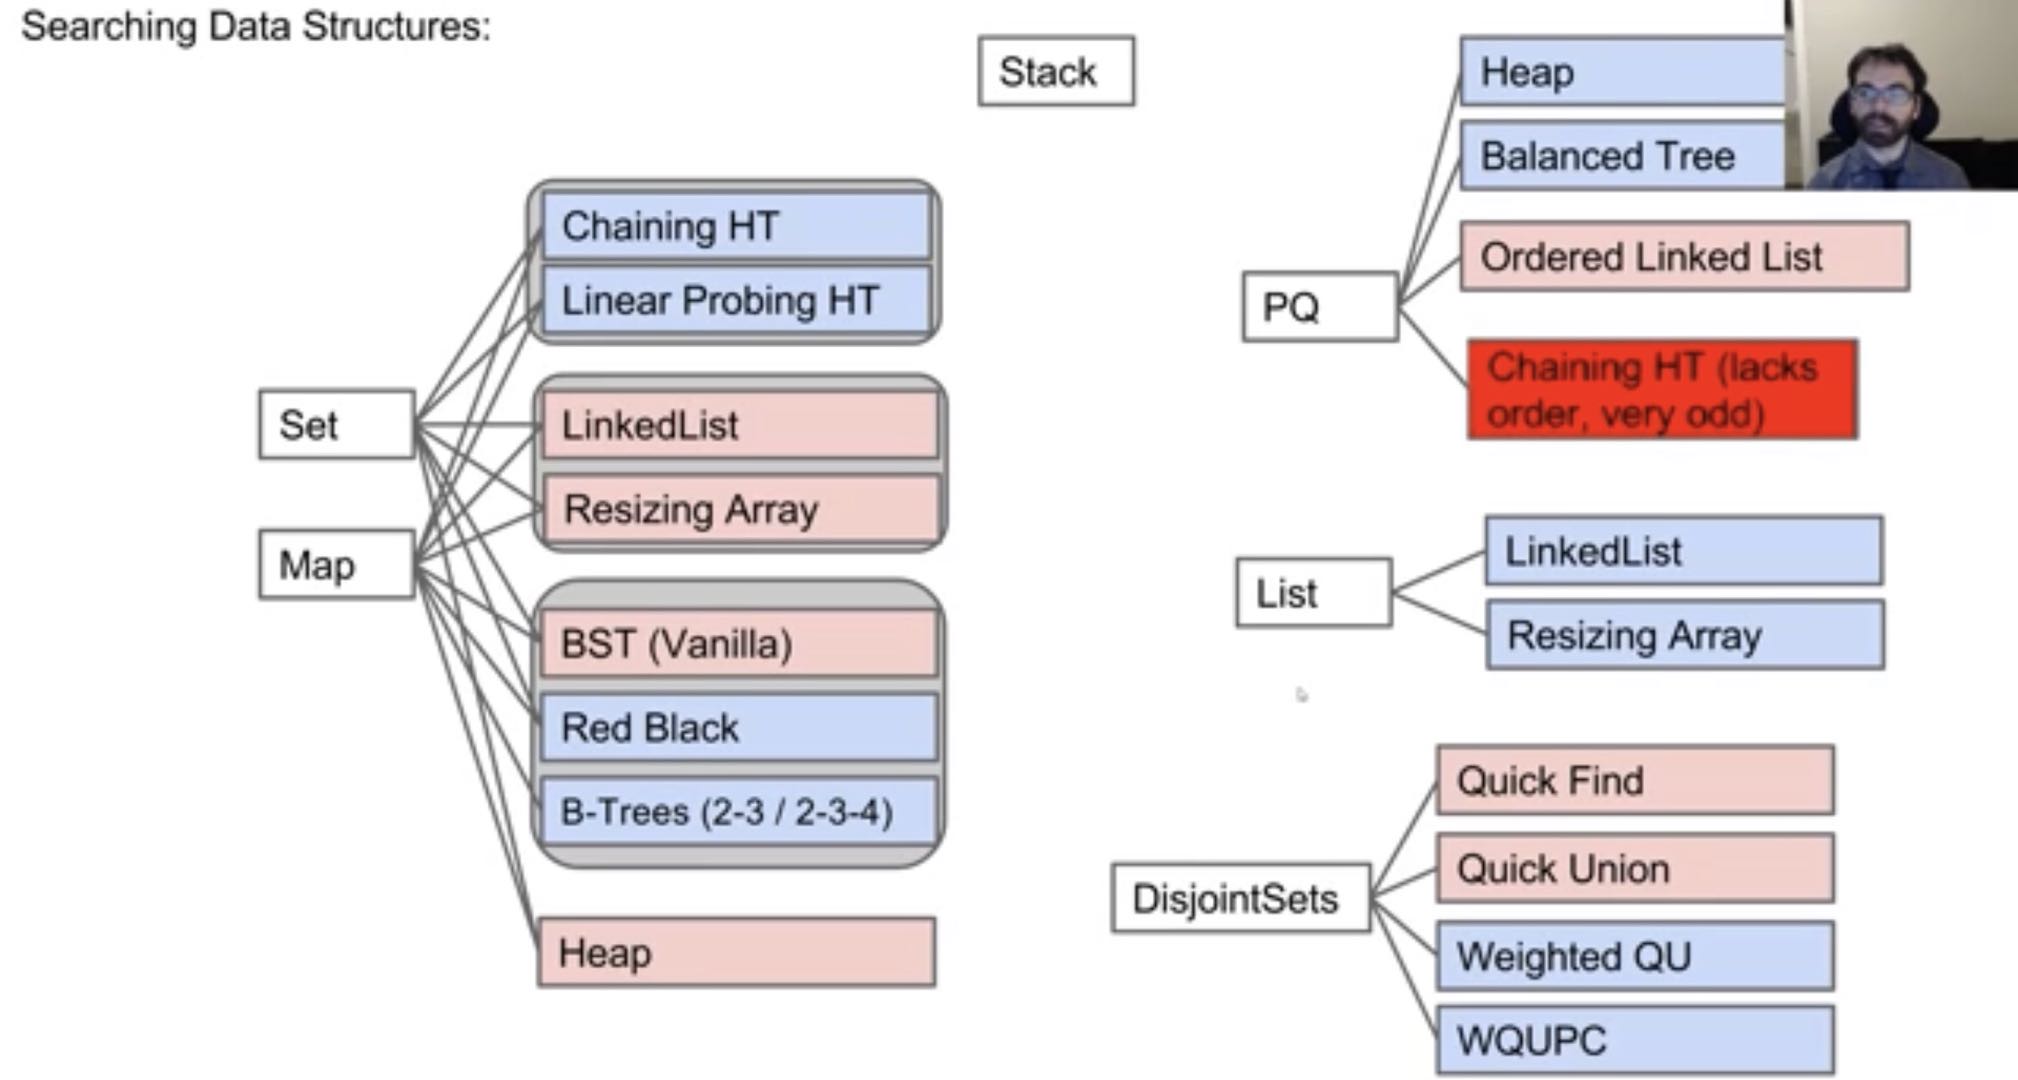 Searching Data Structures:
Stack
Set
Map
Chaining HT
Linear Probing HT
LinkedList
Resizing Array
BST (Vanilla)
Red Black
B-Trees (2-3 / 2-3-4)
Heap
PQ
Heap
Balanced Tree
Ordered Linked List
Chaining HT (lacks
order, very odd)
List
LinkedList
Resizing Array
DisjointSets
Quick Find
Quick Union
Weighted QU
WQUPC